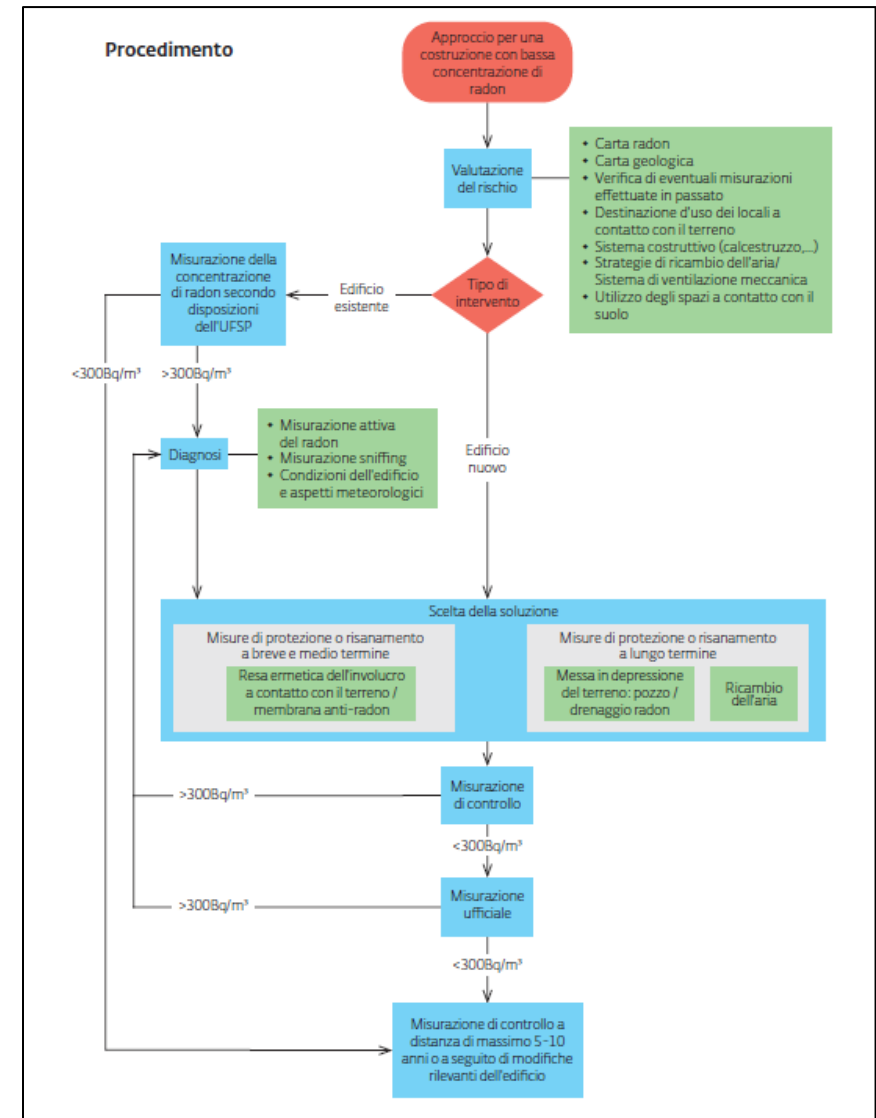 Procedimento
Approccio per una
costruzione con bassa
concentrazione di
radon
Valutazione
del rischio
• Carta radon
• Carta geologica
• Verifica di eventuali misurazioni
effettuate in passato
• Destinazione d'uso dei locali a
contatto con il terreno
• Sistema costruttivo (calcestruzzo,...)
• Strategie di ricambio dell'aria/
Sistema di ventilazione meccanica
• Utilizzo degli spazi a contatto con il
suolo
Tipo di
intervento
Edificio
esistente
Misurazione della
concentrazione
di radon secondo
disposizioni
dell'UFSP
<300Bq/m³
>300Bq/m³
Diagnosi
• Misurazione attiva
del radon
• Misurazione sniffing
• Condizioni dell'edificio
e aspetti meteorologici
Edificio
nuovo
Scelta della soluzione
Misure di protezione o risanamento
a breve e medio termine
Resa ermetica dell'involucro
a contatto con il terreno /
membrana anti-radon
Misure di protezione o risanamento
a lungo termine
Messa in depressione
del terreno: pozzo /
drenaggio radon
Ricambio
dell'aria
Misurazione
di controllo
>300Bq/m³
<300Bq/m³
Misurazione
ufficiale
>300Bq/m³
<300Bq/m³
Misurazione di controllo a
distanza di massimo 5-10
anni o a seguito di modifiche
rilevanti dell'edificio